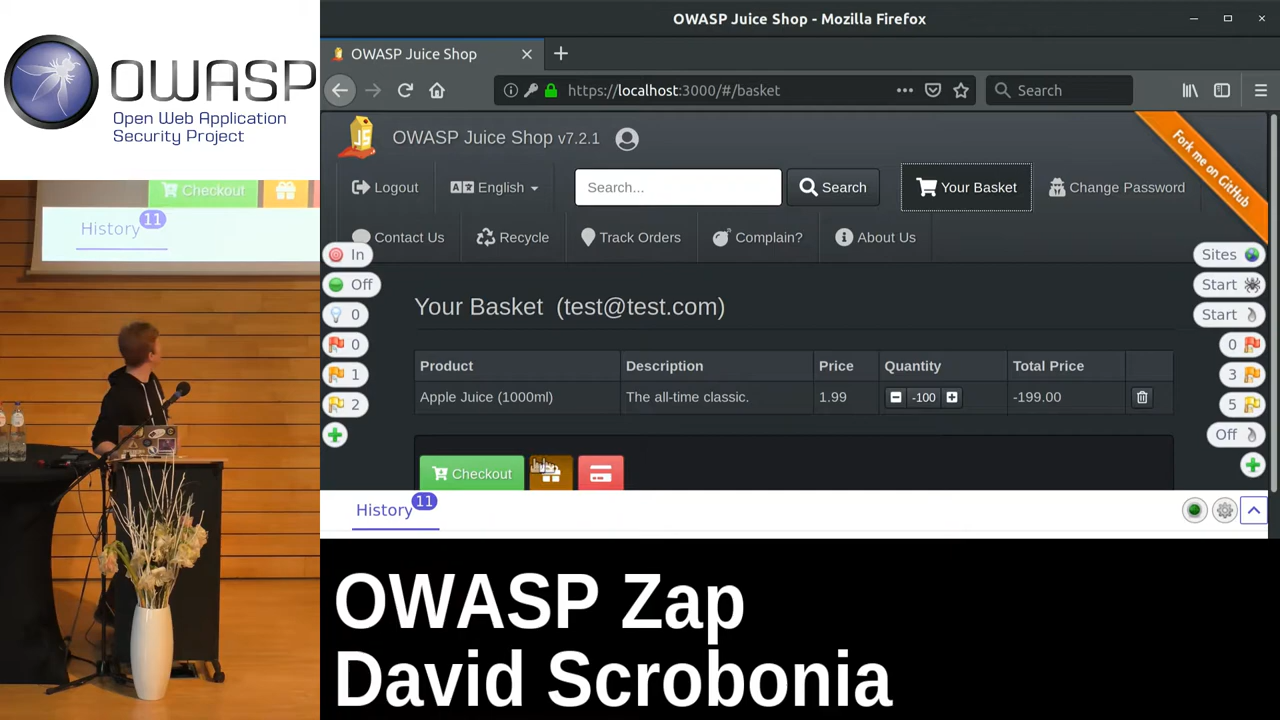 OWASP
Open Web Application
Security Project
Checkout
History 11
OWASP Juice Shop - Mozilla Firefox
OWASP Juice Shop
https://localhost:3000/#/basket
Search
OWASP Juice Shop v7.2.1
Fork me on GitHub
Logout
English
Search...
Search
Your Basket
Change Password
Contact Us
Recycle
Track Orders
Complain?
About Us
In
Off
0
0
1
2
Sites
Start
Start
0
3
5
Off
Your Basket (test@test.com)
Product Description Price Quantity Total Price
Apple Juice (1000ml) The all-time classic. 1.99 -100 -199.00
Checkout
History 11
OWASP Zap
David Scrobonia